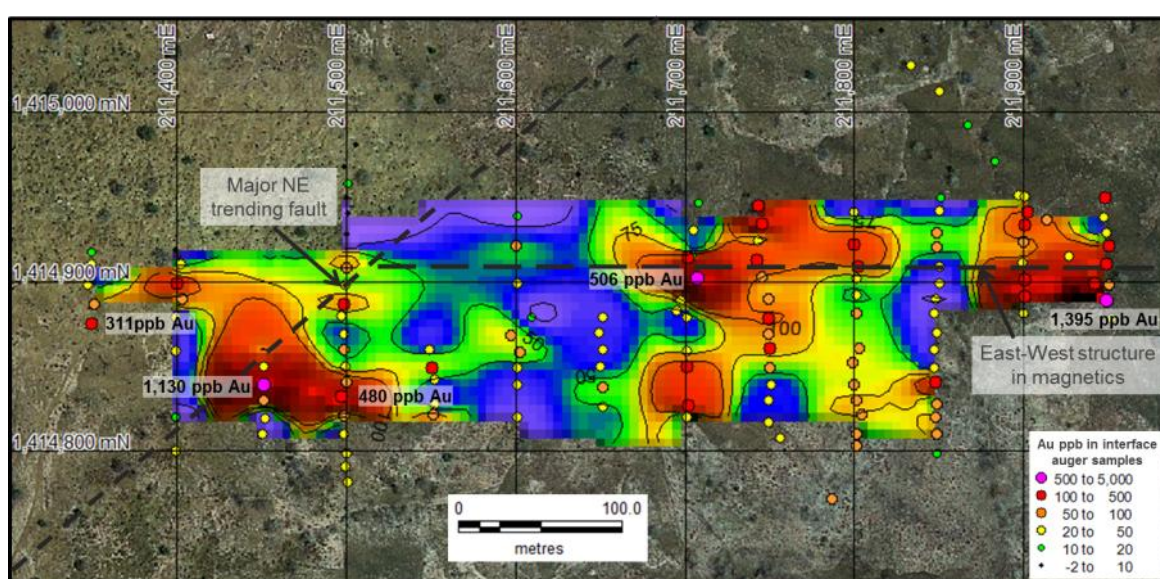 211,400 mE
211,500 mE
211,600 mE
211,700 mE
211,800 mE
211,900 mE
1,415,000 mN
Major NE
trending fault
75
75
1,414,900 mN
506 ppb Au
311ppb Au
100
1,395 ppb Au
50
East-West structure
in magnetics
1,130 ppb Au
50
480 ppb Au
00
1,414,800 mN
Au ppb in interface
auger samples
500 to 5,000
100 to 500
50 to 100
20 to 50
10 to 20
-2 to 10
0 100.0
metres